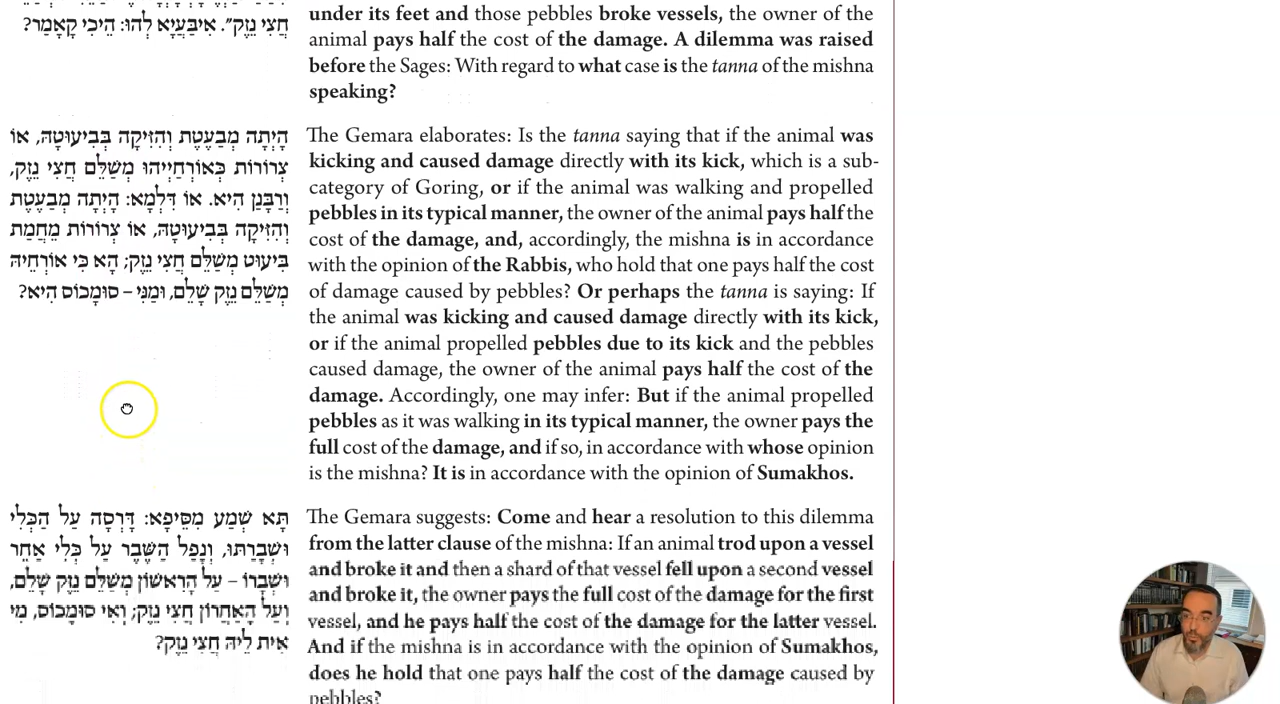 חֲצִי נֶזֶק". אִיבַּעְיָא לְהוּ: הֵיכִי קָאָמַר?
under its feet and those pebbles broke vessels, the owner of the
animal pays half the cost of the damage. A dilemma was raised
before the Sages: With regard to what case is the tanna of the mishna
speaking?
הָיְתָה מְבַעֶטֶת וְהִזִּיקָה בְּבִיעוּטָהּ, אוֹ
צְרוֹרוֹת כְּאוֹרְחַיְיהוּ מְשַׁלֵּם חֲצִי נֶזֶק,
וְרַבָּנַן הִיא. אוֹ דִּלְמָא: הָיְתָה מְבַעֶטֶת
וְהִזִּיקָה בְּבִיעוּטָהּ, אוֹ צְרוֹרוֹת מֵחֲמַת
בִּיעוּט מְשַׁלֵּם חֲצִי נֶזֶק; הָא כִּי אוֹרְחֵיהּ
מְשַׁלֵּם נֶזֶק שָׁלֵם, וּמַנִּי – סוּמָכוֹס הִיא?
The Gemara elaborates: Is the tanna saying that if the animal was
kicking and caused damage directly with its kick, which is a sub-
category of Goring, or if the animal was walking and propelled
pebbles in its typical manner, the owner of the animal pays half the
cost of the damage, and, accordingly, the mishna is in accordance
with the opinion of the Rabbis, who hold that one pays half the cost
of damage caused by pebbles? Or perhaps the tanna is saying: If
the animal was kicking and caused damage directly with its kick,
or if the animal propelled pebbles due to its kick and the pebbles
caused damage, the owner of the animal pays half the cost of the
damage. Accordingly, one may infer: But if the animal propelled
pebbles as it was walking in its typical manner, the owner pays the
full cost of the damage, and if so, in accordance with whose opinion
is the mishna? It is in accordance with the opinion of Sumakhos.
תָּא שְׁמַע מִסֵּיפָא: דָּרְסָה עַל הַכְּלִי
וּשְׁבָרַתּוּ, וְנָפַל הַשֶּׁבֶר עַל כְּלִי אַחֵר
וּשְׁבָרוֹ – עַל הָרִאשׁוֹן מְשַׁלֵּם נֶזֶק שָׁלֵם,
וְעַל הָאַחֲרוֹן חֲצִי נֶזֶק; וְאִי סוּמָכוֹס, מִי
אִית לֵיהּ חֲצִי נֶזֶק?
The Gemara suggests: Come and hear a resolution to this dilemma
from the latter clause of the mishna: If an animal trod upon a vessel
and broke it and then a shard of that vessel fell upon a second vessel
and broke it, the owner pays the full cost of the damage for the first
vessel, and he pays half the cost of the damage for the latter vessel.
And if the mishna is in accordance with the opinion of Sumakhos,
does he hold that one pays half the cost of the damage caused by
pebbles?